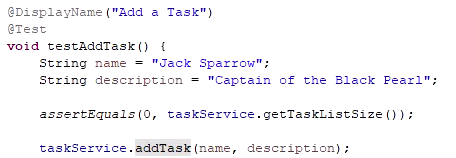 @DisplayName("Add a Task")
@Test
void testAddTask() {
String name = "Jack Sparrow";
String description = "Captain of the Black Pearl";
assertEquals(0, taskService.getTaskListSize());
taskService.addTask(name, description);